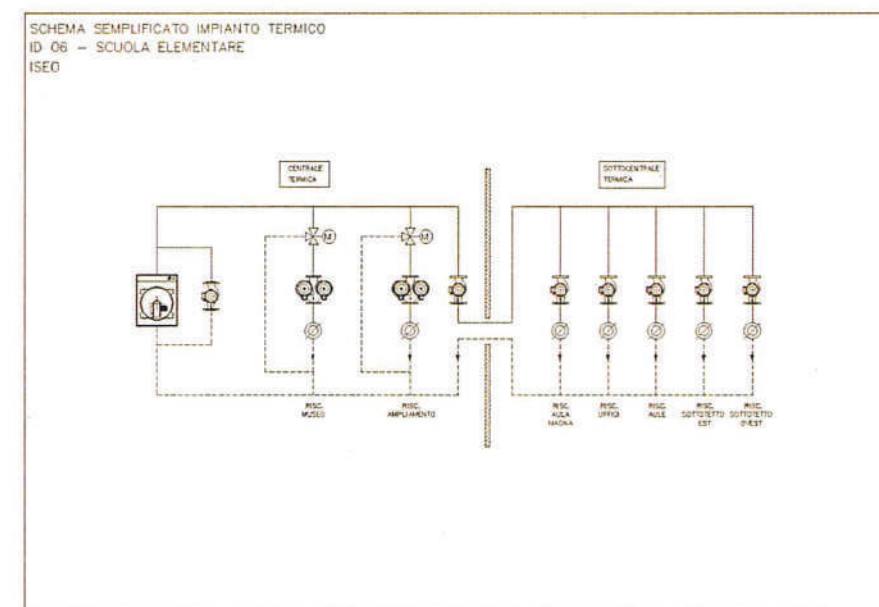 SCHEMA SEMPLIFICATO IMPIANTO TERMICO
ID 06 – SCUOLA ELEMENTARE
ISEO
CENTRALE
TERMICA
SOTTOCENTRALE
TERMICA
M
M
RISC.
MUSEO
RISC.
AMPLIAMENTO
RISC.
AULA
MAGNA
RISC.
UFFICI
RISC.
AULE
RISC.
SOTTOTETTO
EST
RISC.
SOTTOTETTO
OVEST